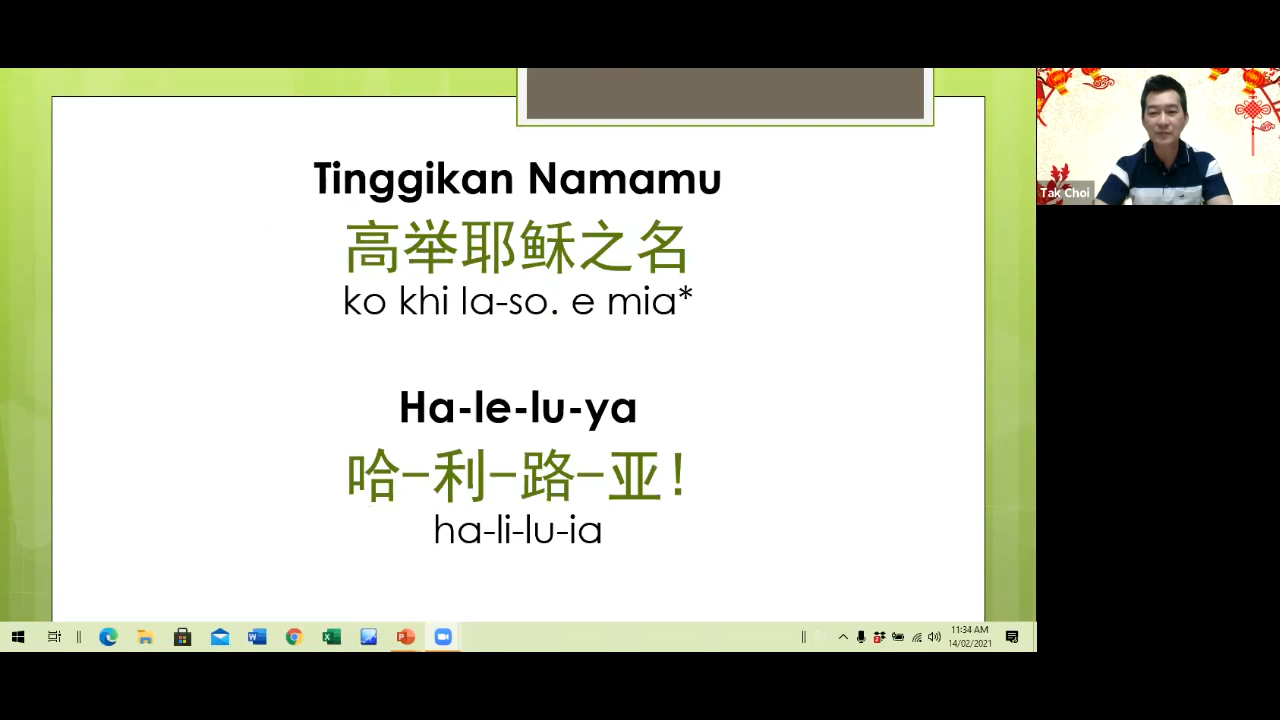 Tinggikan Namamu
高举耶稣之名
ko khi la-so. e mia*
Ha-le-lu-ya
哈-利-路-亚!
ha-li-lu-ia
Tak Choi
11:34 AM
14/02/2021